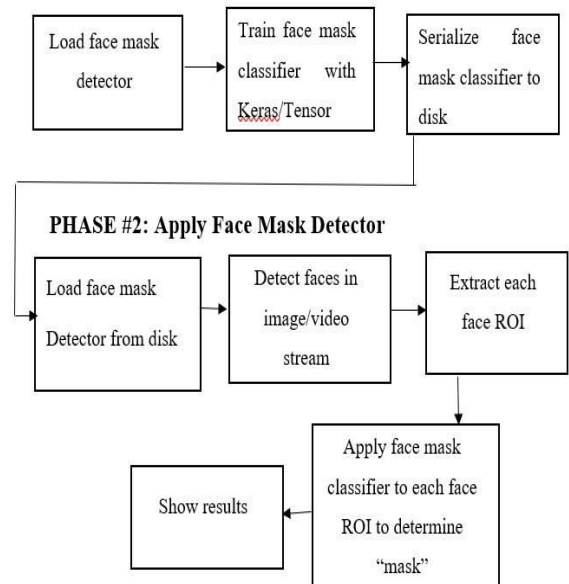 Load face mask
detector
Train face mask
classifier with
Keras/Tensor
Serialize face
mask classifier to
disk
PHASE #2: Apply Face Mask Detector
Load face mask
Detector from disk
Detect faces in
image/video
stream
Extract each
face ROI
Apply face mask
classifier to each face
ROI to determine
“mask”
Show results